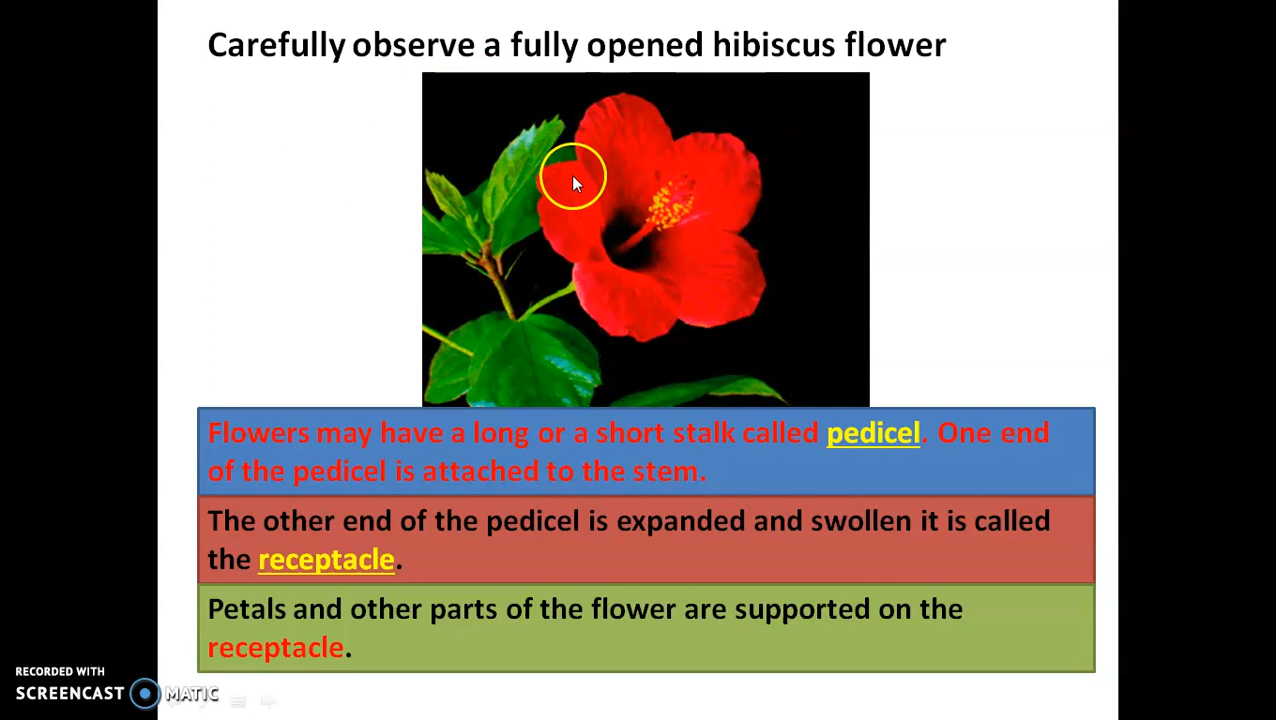 Carefully observe a fully opened hibiscus flower
Flowers may have a long or a short stalk called pedicel. One end
of the pedicel is attached to the stem.
The other end of the pedicel is expanded and swollen it is called
the receptacle.
Petals and other parts of the flower are supported on the
receptacle.
RECORDED WITH
SCREENCAST MATIC